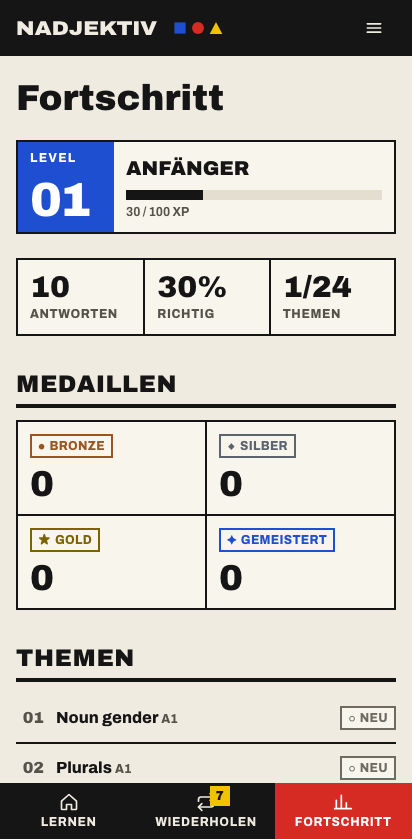 NADJEKTIV
Fortschritt
LEVEL
01
ANFÄNGER
30 / 100 XP
10
ANTWORTEN
30%
RICHTIG
1/24
THEMEN
MEDAILLEN
BRONZE
0
SILBER
0
GOLD
0
GEMEISTERT
0
THEMEN
01 Noun gender A1 NEU
02 Plurals A1 NEU
LERNEN
7
WIEDERHOLEN
FORTSCHRITT